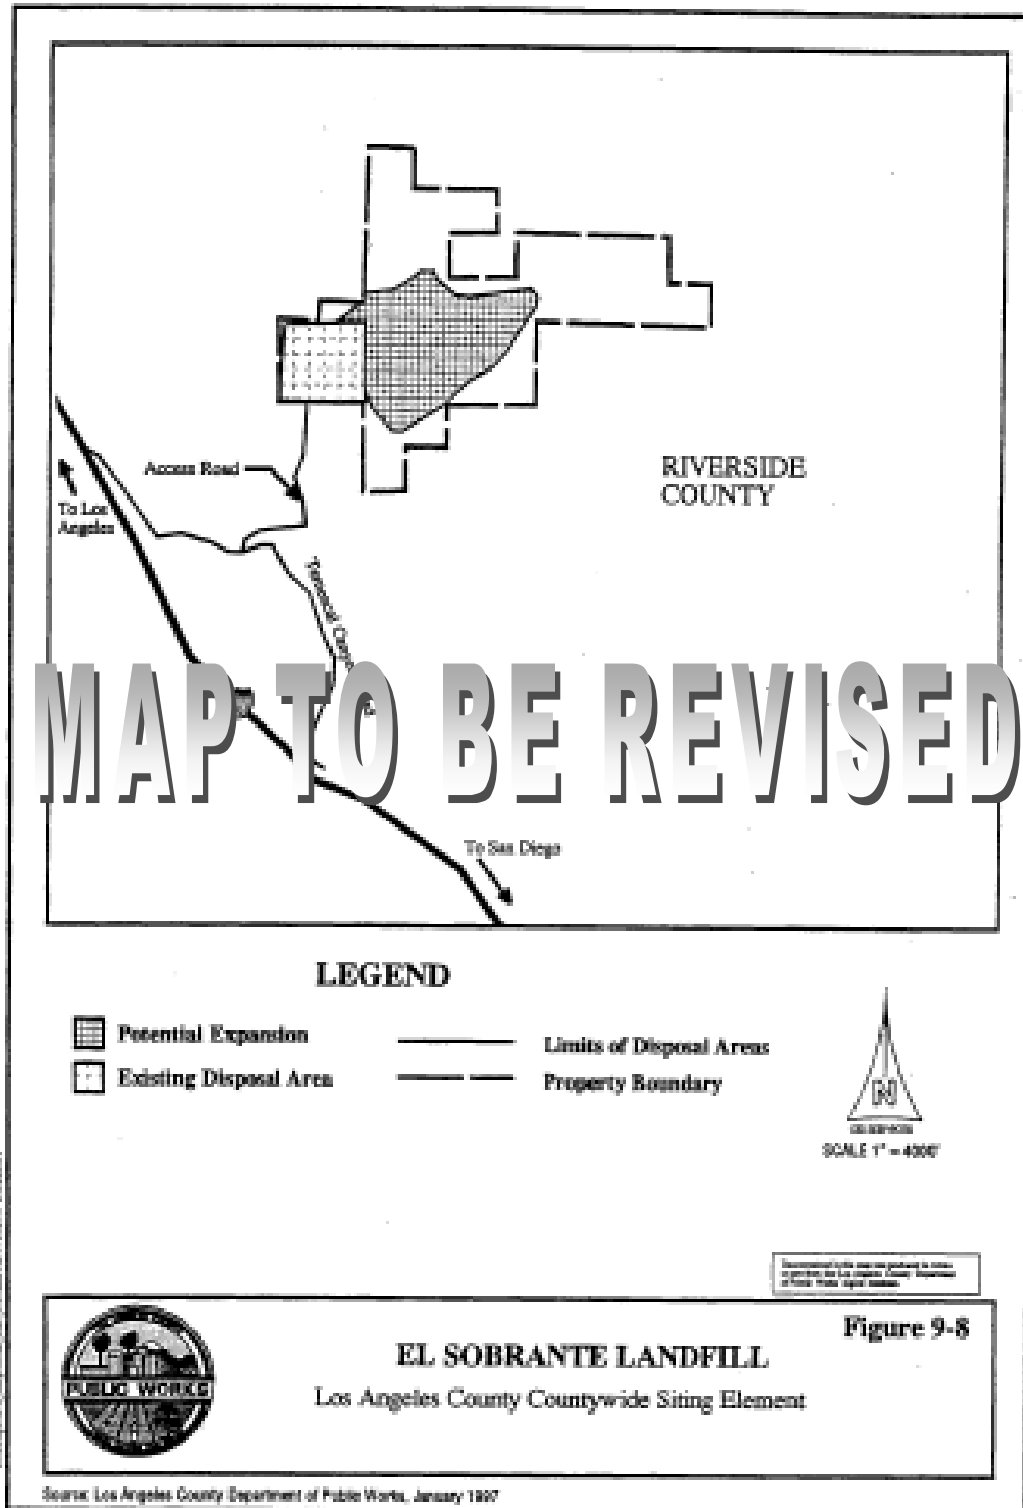 Access Road
RIVERSIDE
COUNTY
To Los
Angeles
MAP TO BE REVISED
To San Diego
LEGEND
Potential Expansion
Existing Disposal Area
Limits of Disposal Areas
Property Boundary
N
SCALE 1" = 4000'
Figure 9-8
EL SOBRANTE LANDFILL
PUBLIC WORKS
Los Angeles County Countywide Siting Element
Source: Los Angeles County Department of Public Works, January 1997